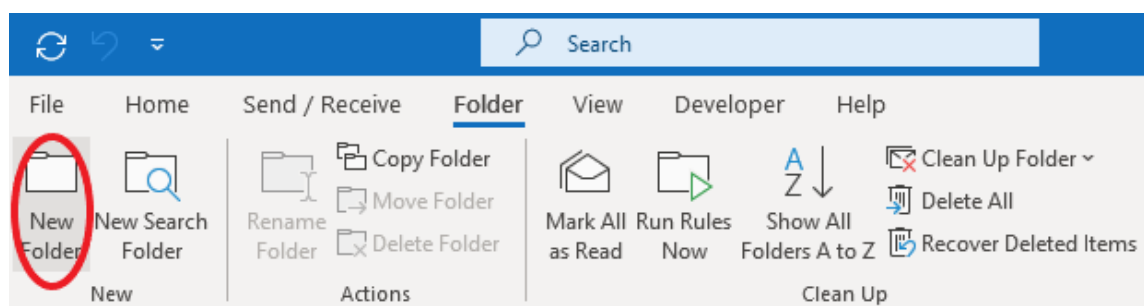 Search
File Home Send / Receive Folder View Developer Help
New Folder
New Search Folder
Rename Folder
Copy Folder
Move Folder
Delete Folder
Mark All as Read
Run Rules Now
Show All Folders A to Z
A
Z
Clean Up Folder
Delete All
Recover Deleted Items
New Actions Clean Up